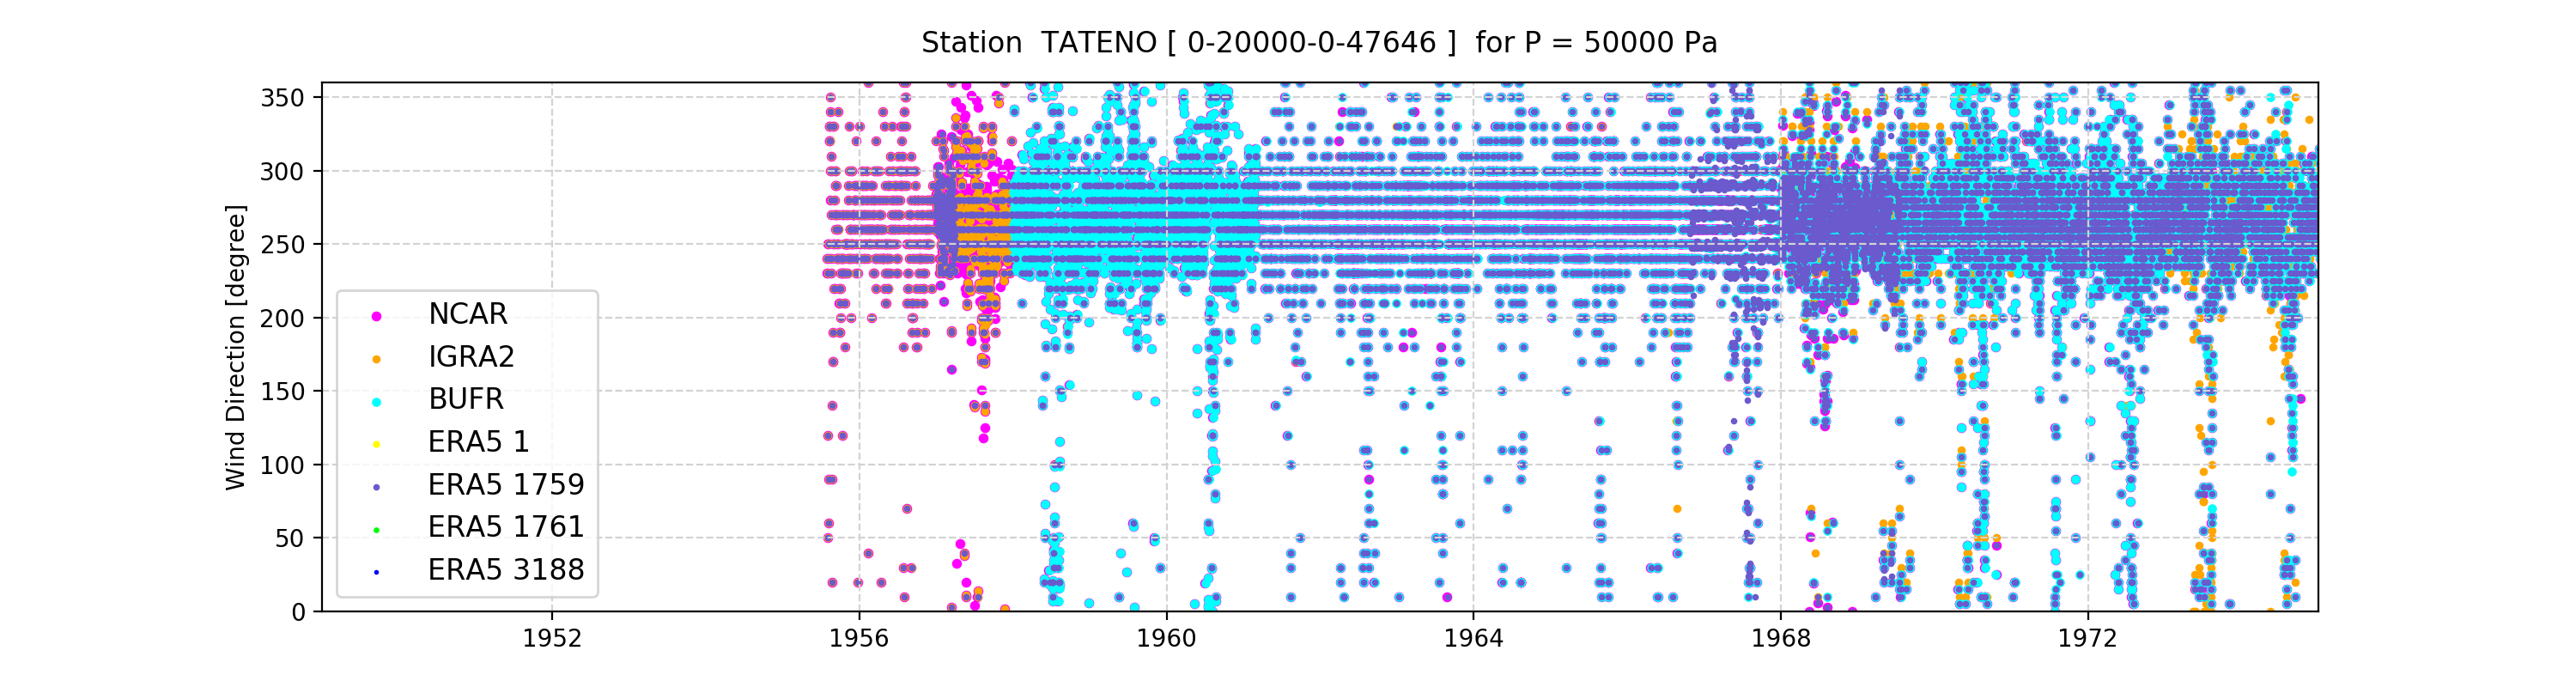 Station  TATENO [ 0-20000-0-47646 ]  for P = 50000 Pa
Wind Direction [degree]
350
300
250
200
150
100
50
0
NCAR
IGRA2
BUFR
ERA5 1
ERA5 1759
ERA5 1761
ERA5 3188
1952
1956
1960
1964
1968
1972